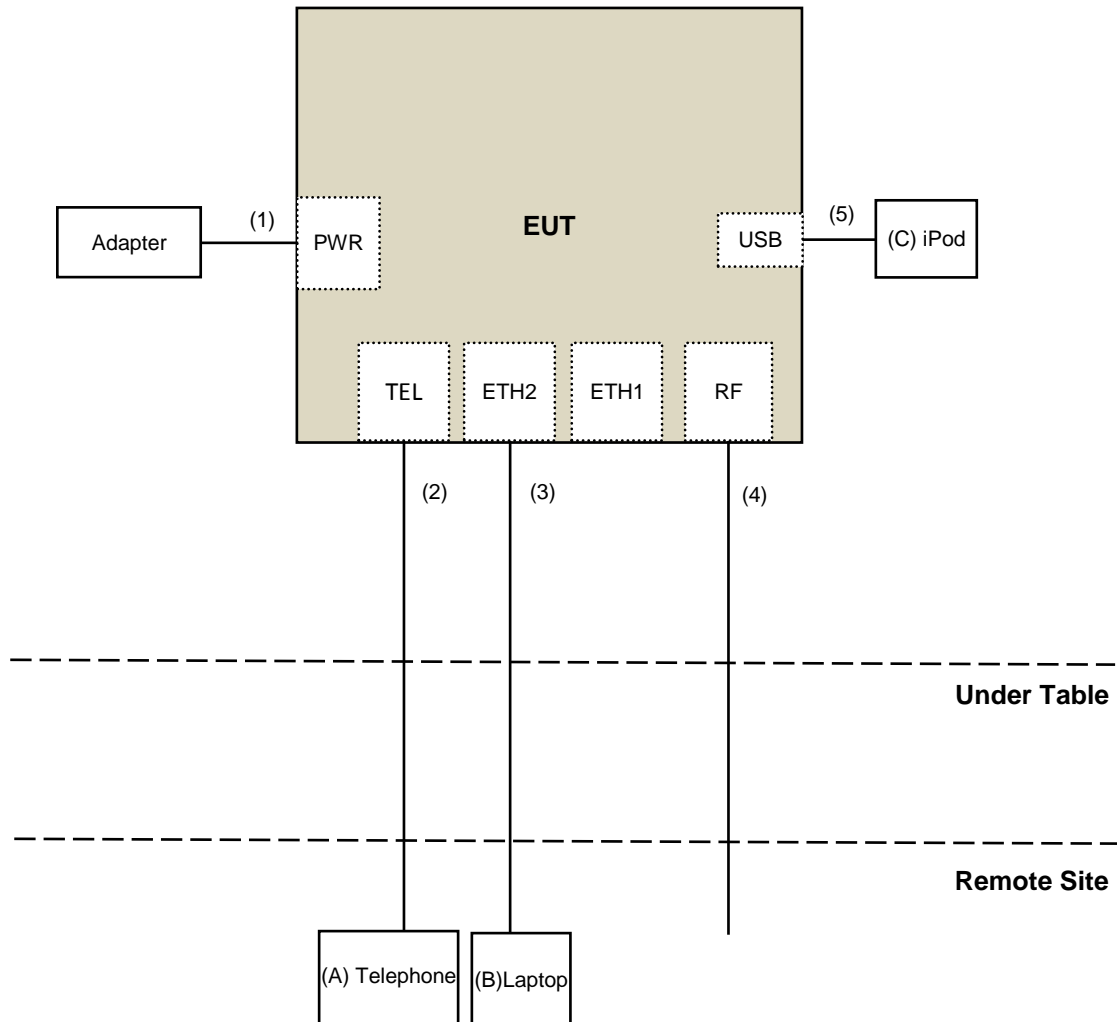 EUT
(1)
Adapter
PWR
USB
(5)
(C) iPod
TEL
ETH2
ETH1
RF
(2)
(3)
(4)
Under Table
Remote Site
(A) Telephone
(B)Laptop